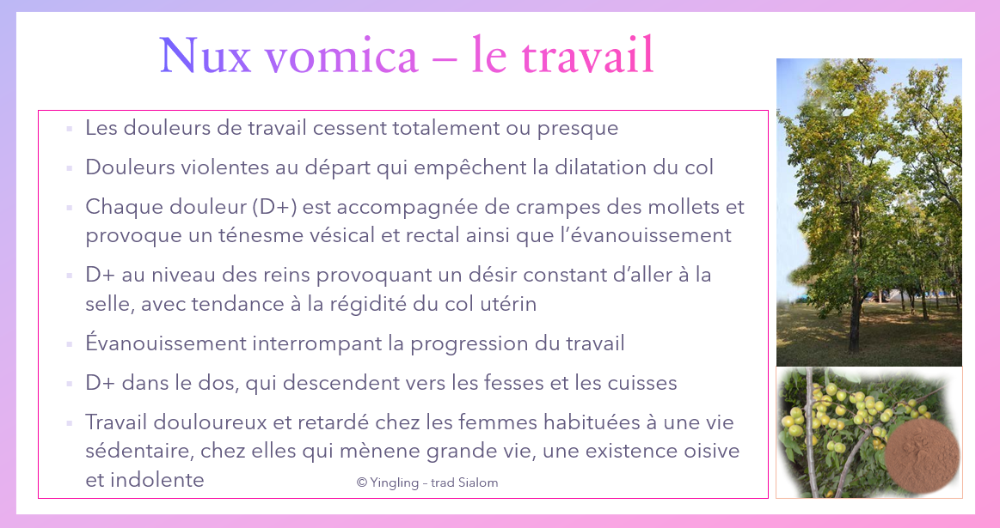 Nux vomica – le travail
▪ Les douleurs de travail cessent totalement ou presque
▪ Douleurs violentes au départ qui empêchent la dilatation du col
▪ Chaque douleur (D+) est accompagnée de crampes des mollets et
provoque un ténesme vésical et rectal ainsi que l’évanouissement
▪ D+ au niveau des reins provoquant un désir constant d’aller à la
selle, avec tendance à la régidité du col utérin
▪ Évanouissement interrompant la progression du travail
▪ D+ dans le dos, qui descendent vers les fesses et les cuisses
▪ Travail douloureux et retardé chez les femmes habituées à une vie
sédentaire, chez elles qui mènene grande vie, une existence oisive
et indolente
© Yingling – trad Sialom